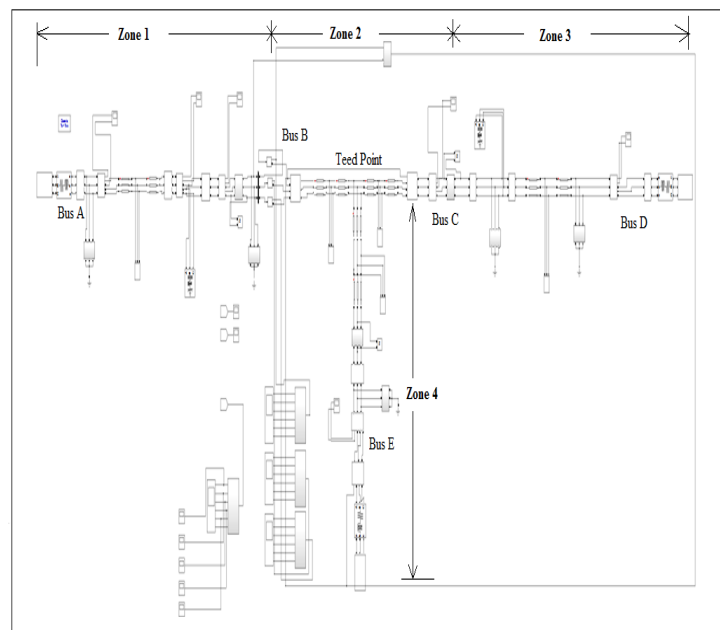 Zone 1
Zone 2
Zone 3
Bus B
Teed Point
Bus A
Bus C
Bus D
Zone 4
Bus E